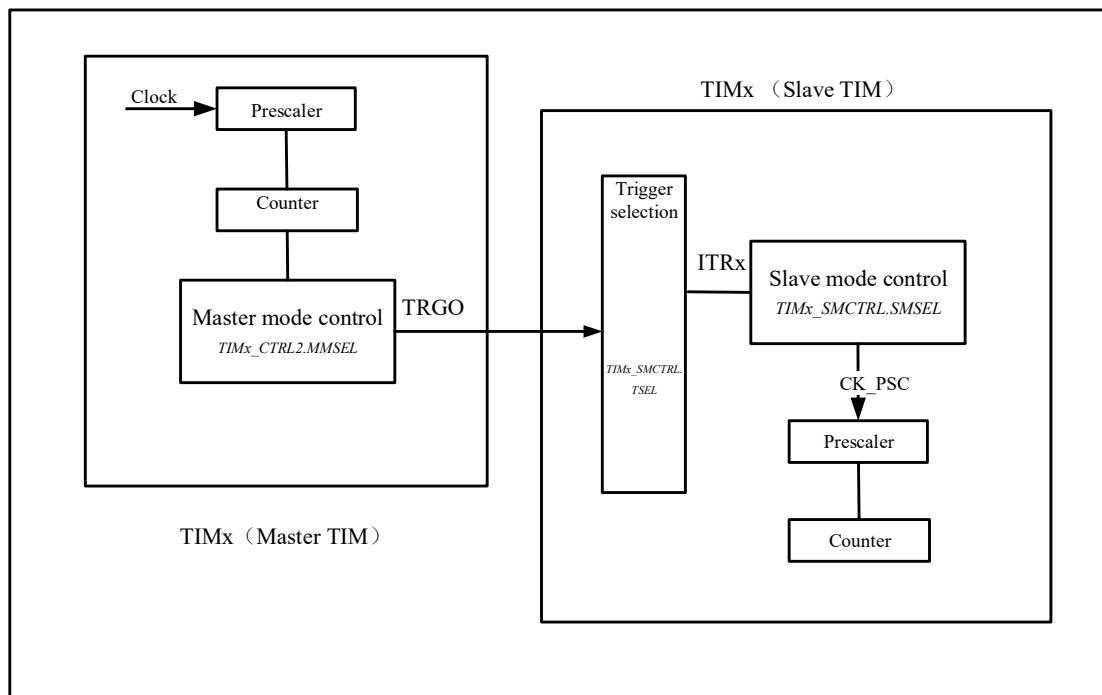 Clock
Prescaler
Counter
Master mode control
TIMx_CTRL2.MMSEL
TRGO
TIMx（Master TIM）
TIMx （Slave TIM）
Trigger
selection
TIMx_SMCTRL.
TSEL
ITRx
Slave mode control
TIMx_SMCTRL.SMSEL
CK_PSC
Prescaler
Counter